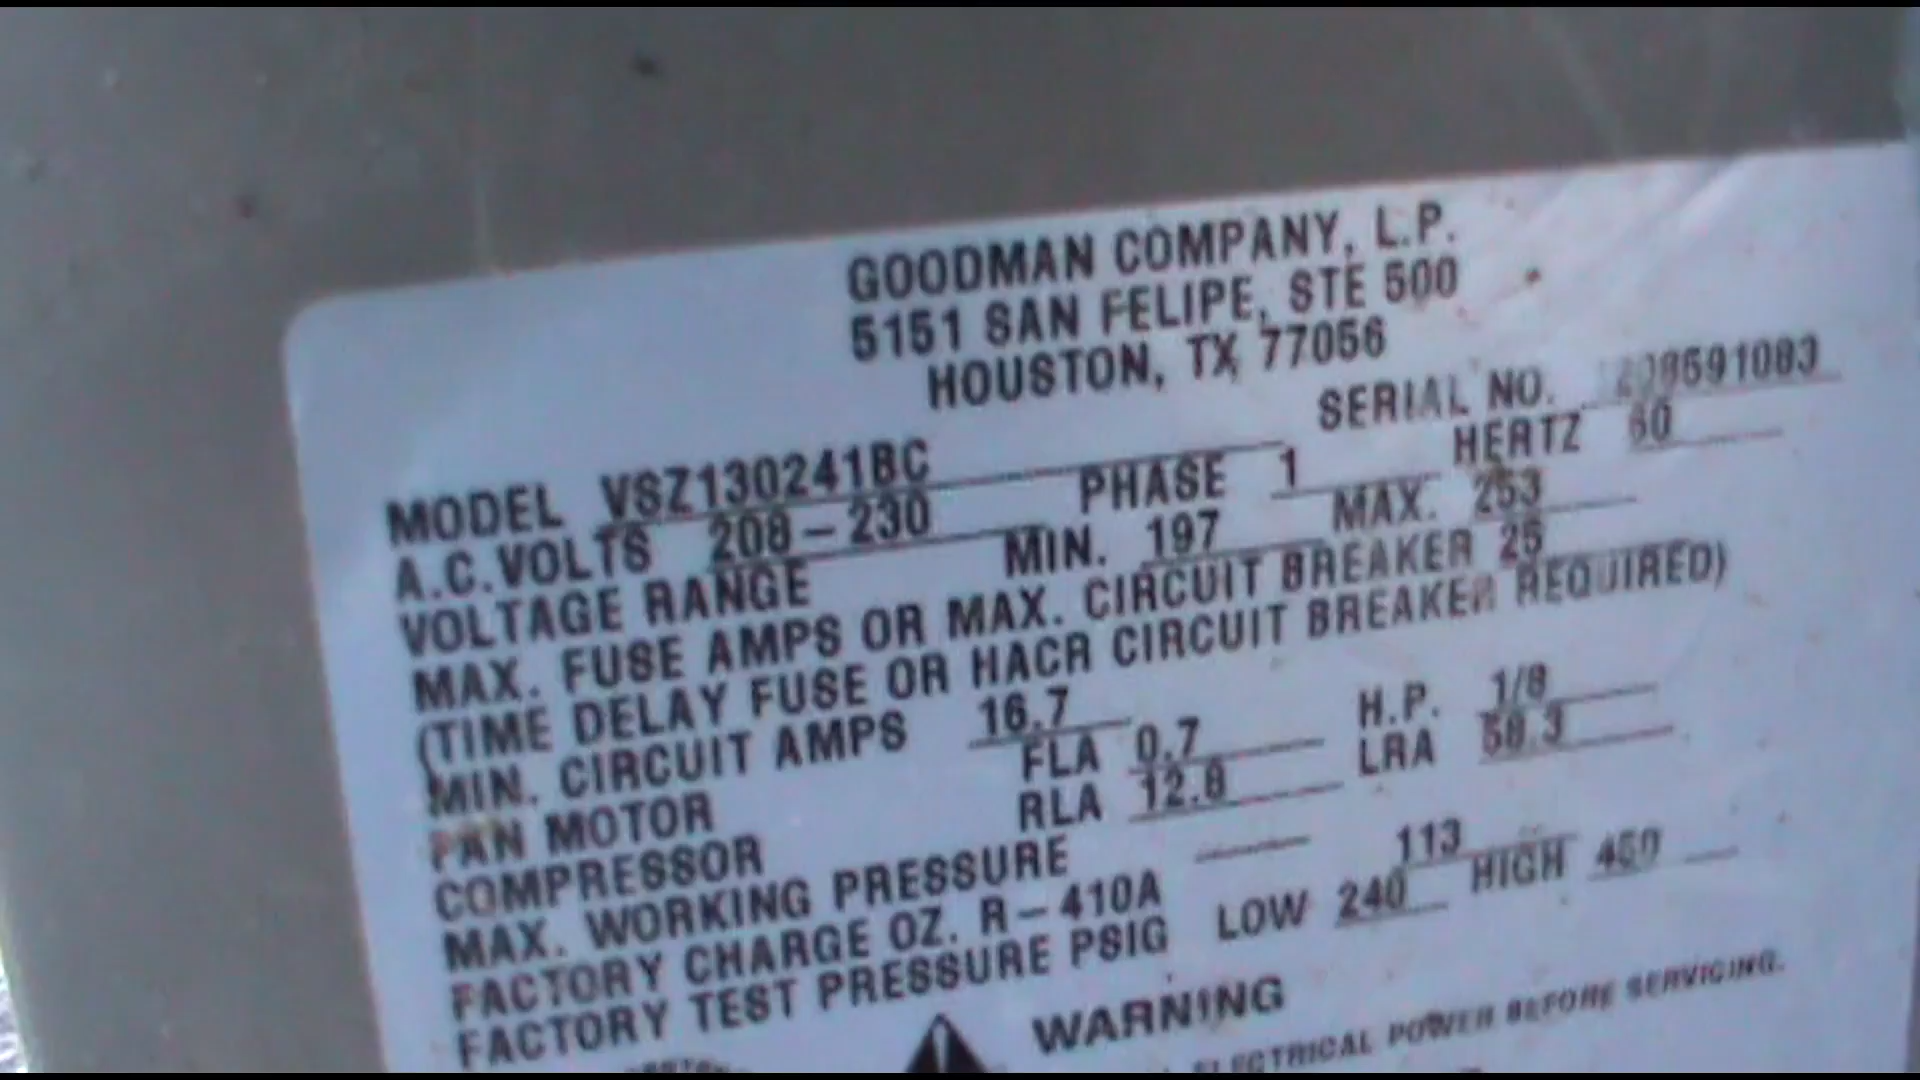 GOODMAN COMPANY, L.P.
5151 SAN FELIPE, STE 500
HOUSTON, TX 77056
SERIAL NO.
MODEL VSZ130241BC PHASE 1 HERTZ 60
A.C. VOLTS 208-230
VOLTAGE RANGE MIN. 197 MAX. 253
MAX. FUSE AMPS OR MAX. CIRCUIT BREAKER 25
(TIME DELAY FUSE OR HACR CIRCUIT BREAKER REQUIRED)
MIN. CIRCUIT AMPS 16.7
FAN MOTOR FLA 0.7 H.P. 1/8
COMPRESSOR RLA 12.8 LRA 58.3
MAX. WORKING PRESSURE
FACTORY CHARGE OZ. R-410A 113
FACTORY TEST PRESSURE PSIG LOW 240 HIGH 450
WARNING
ELECTRICAL POWER BEFORE SERVICING.